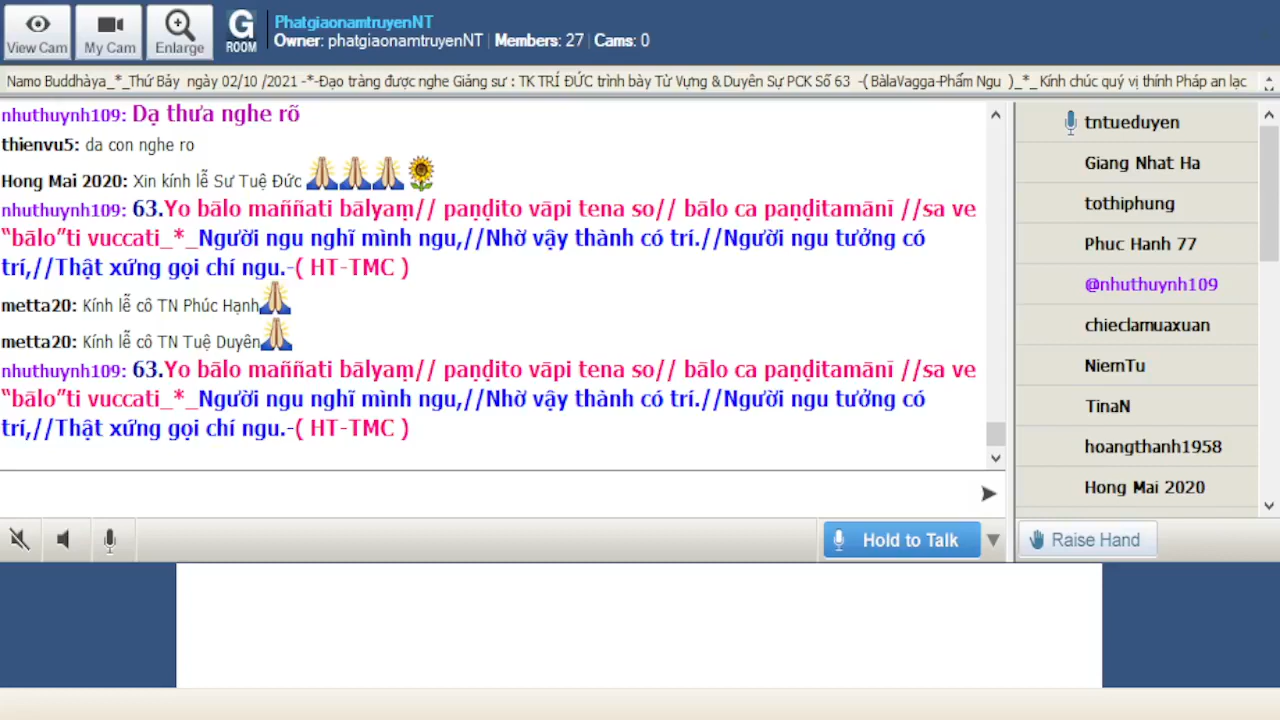 View Cam
My Cam
Enlarge
G
ROOM
PhatgiaonamtruyenNT
Owner: phatgiaonamtruyenNT | Members: 27 | Cams: 0
Namo Buddhàya_*_Thứ Bảy ngày 02/10 /2021 -*-Đạo tràng được nghe Giảng sư : TK TRÍ ĐỨC trình bày Từ Vựng & Duyên Sự PCK Số 63 -( BàlaVagga-Phẩm Ngu )_*_ Kính chúc quý vị thính Pháp an lạc
nhuthuynh109: Dạ thưa nghe rõ
thienvu5: da con nghe ro
Hong Mai 2020: Xin kính lễ Sư Tuệ Đức
nhuthuynh109: 63.Yo bālo maññati bālyaṃ// paṇḍito vāpi tena so// bālo ca paṇḍitamānī //sa ve
“bālo”ti vuccati_*_Người ngu nghĩ mình ngu,//Nhờ vậy thành có trí.//Người ngu tưởng có
trí,//Thật xứng gọi chí ngu.-( HT-TMC )
metta20: Kính lễ cô TN Phúc Hạnh
metta20: Kính lễ cô TN Tuệ Duyên
nhuthuynh109: 63.Yo bālo maññati bālyaṃ// paṇḍito vāpi tena so// bālo ca paṇḍitamānī //sa ve
“bālo”ti vuccati_*_Người ngu nghĩ mình ngu,//Nhờ vậy thành có trí.//Người ngu tưởng có
trí,//Thật xứng gọi chí ngu.-( HT-TMC )
tntueduyen
Giang Nhat Ha
tothiphung
Phuc Hanh 77
@nhuthuynh109
chieclamuaxuan
NiemTu
TinaN
hoangthanh1958
Hong Mai 2020
Hold to Talk
Raise Hand